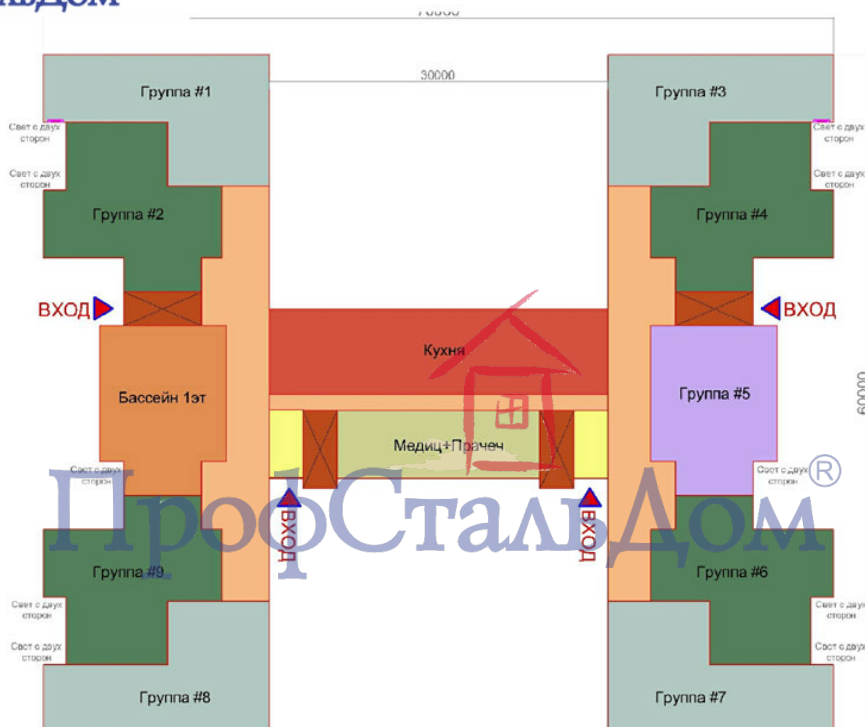 30000
Группа #1
Группа #3
Свет с двух
сторон
Свет с двух
сторон
Свет с двух
сторон
Свет с двух
сторон
Группа #2
Группа #4
ВХОД
ВХОД
Кухня
Бассейн 1эт
Группа #5
60000
Медиц+Прачеч
Свет с двух
сторон
Свет с двух
сторон
ПрофСтальДом®
ВХОД
ВХОД
Группа #9
Группа #6
Свет с двух
сторон
Свет с двух
сторон
Свет с двух
сторон
Свет с двух
сторон
Группа #8
Группа #7